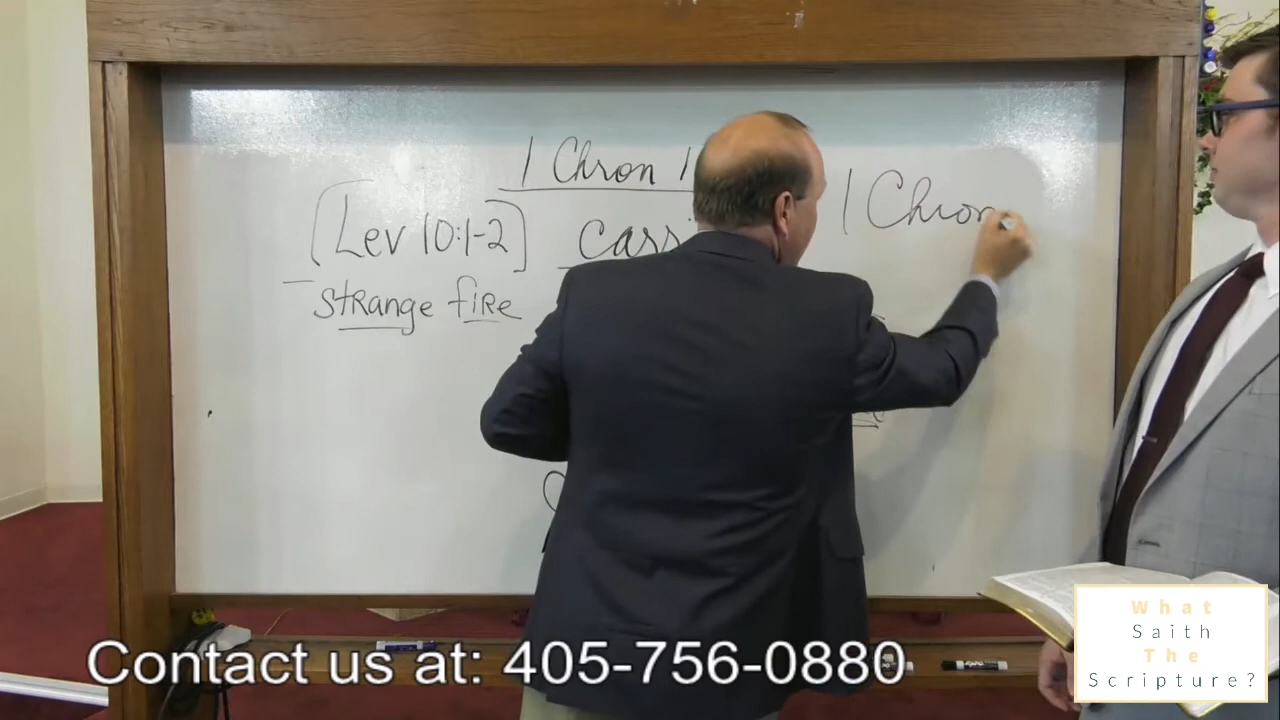 1 Chron 1
[Lev 10:1-2]
strange fire
1 Chron
Contact us at: 405-756-0880
What
Saith
The
Scripture?